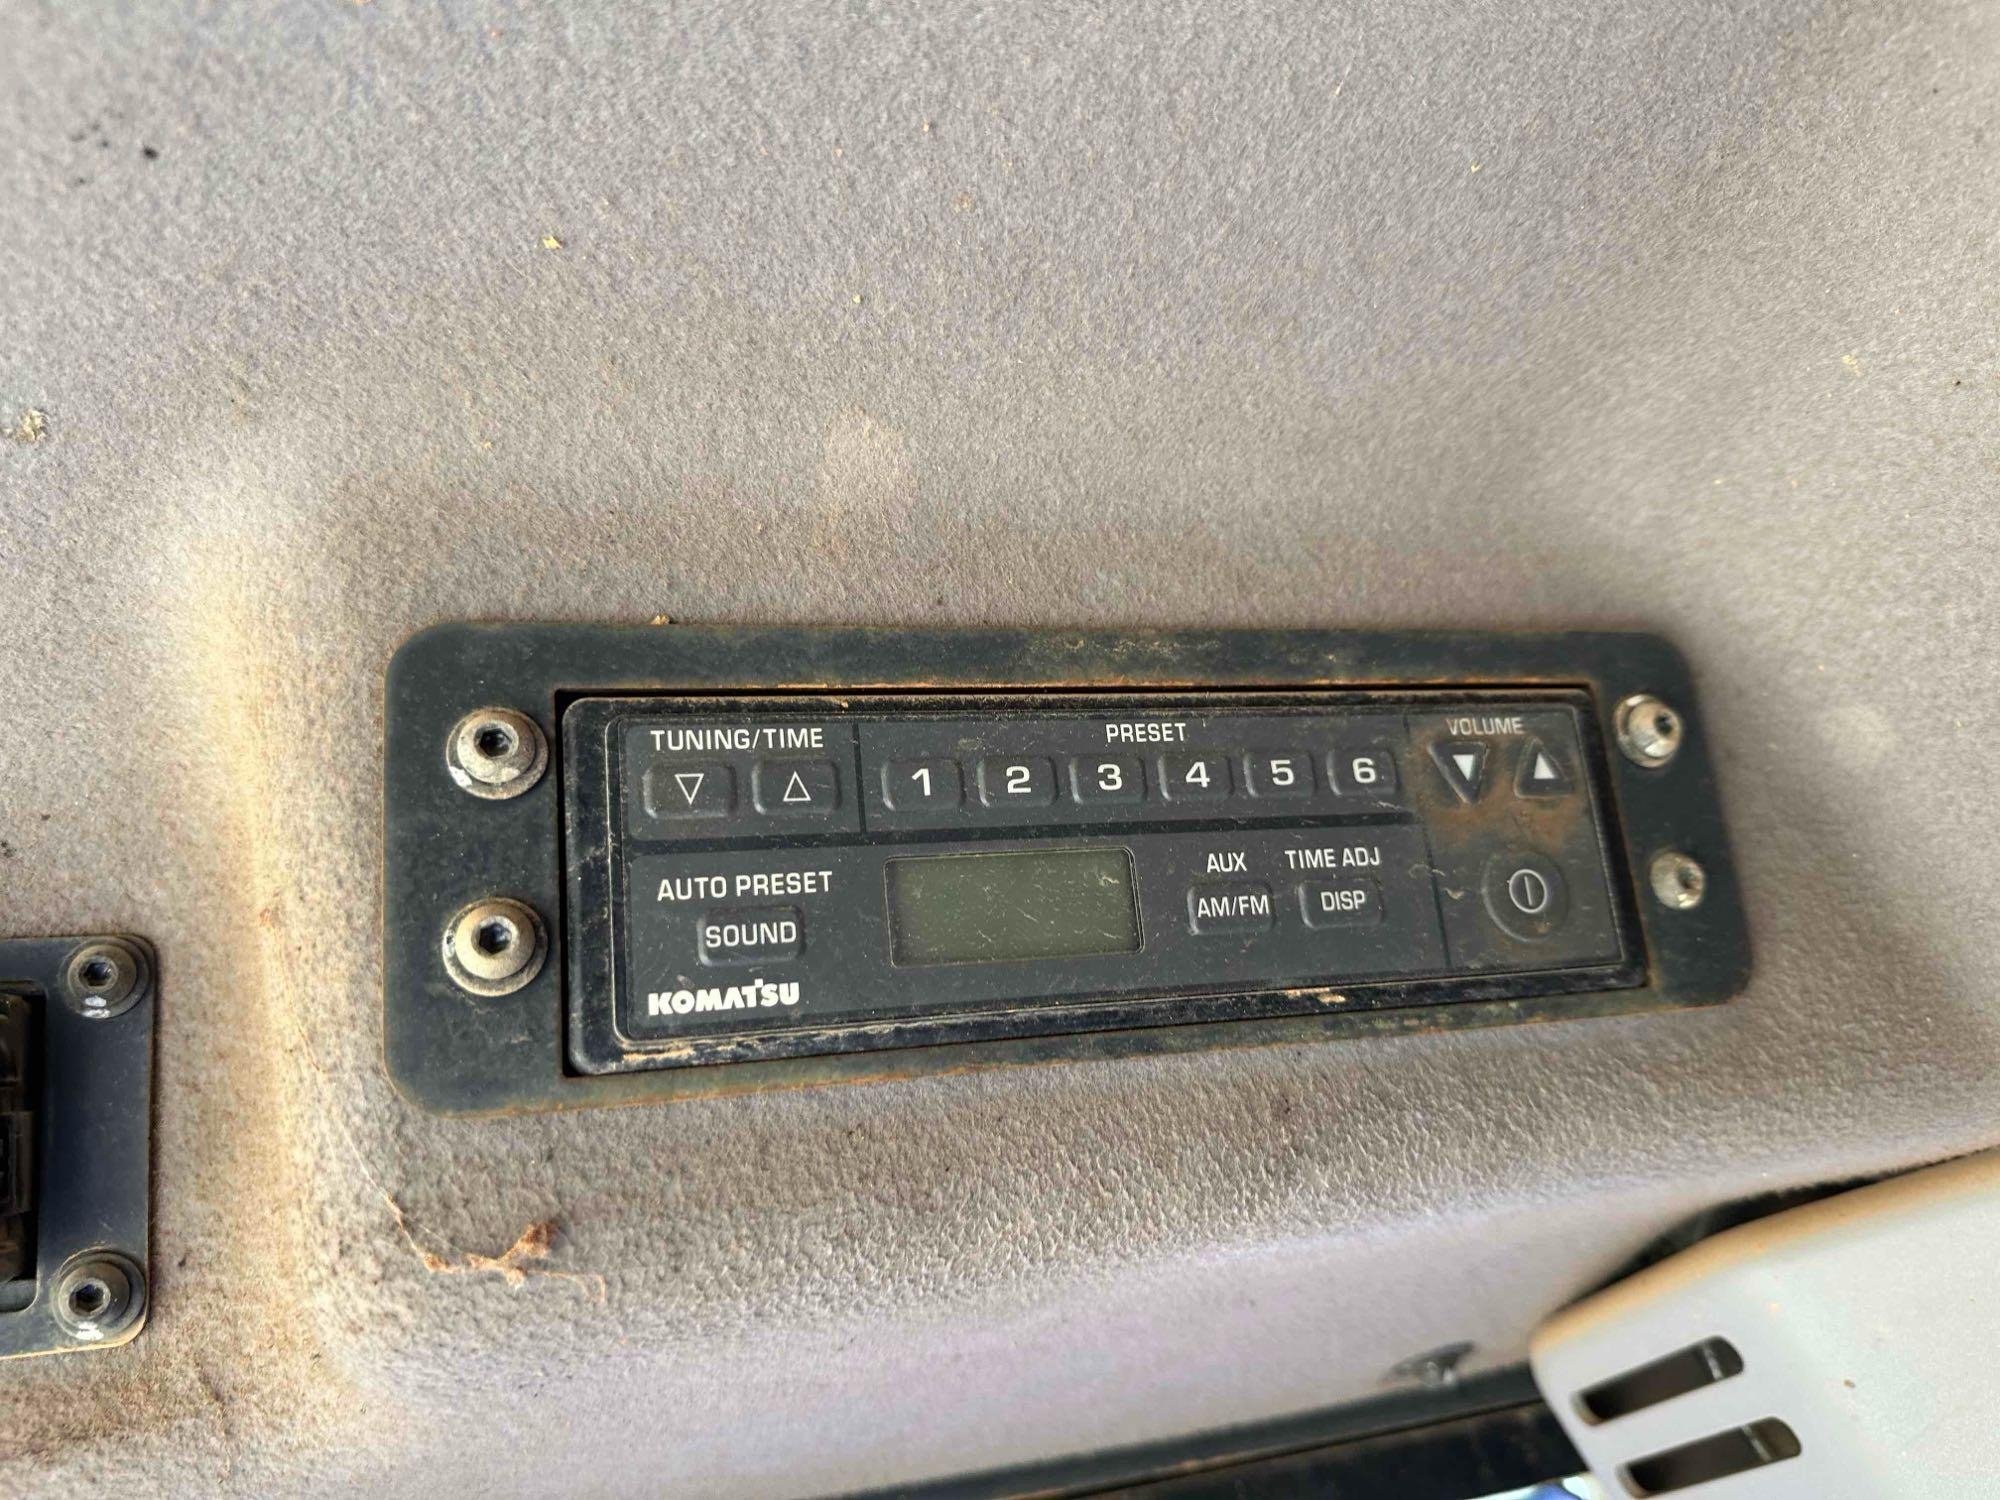 TUNING/TIME
PRESET
VOLUME
1 2 3 4 5 6
AUTO PRESET
AUX
TIME ADJ
SOUND
AM/FM
DISP
KOMATSU